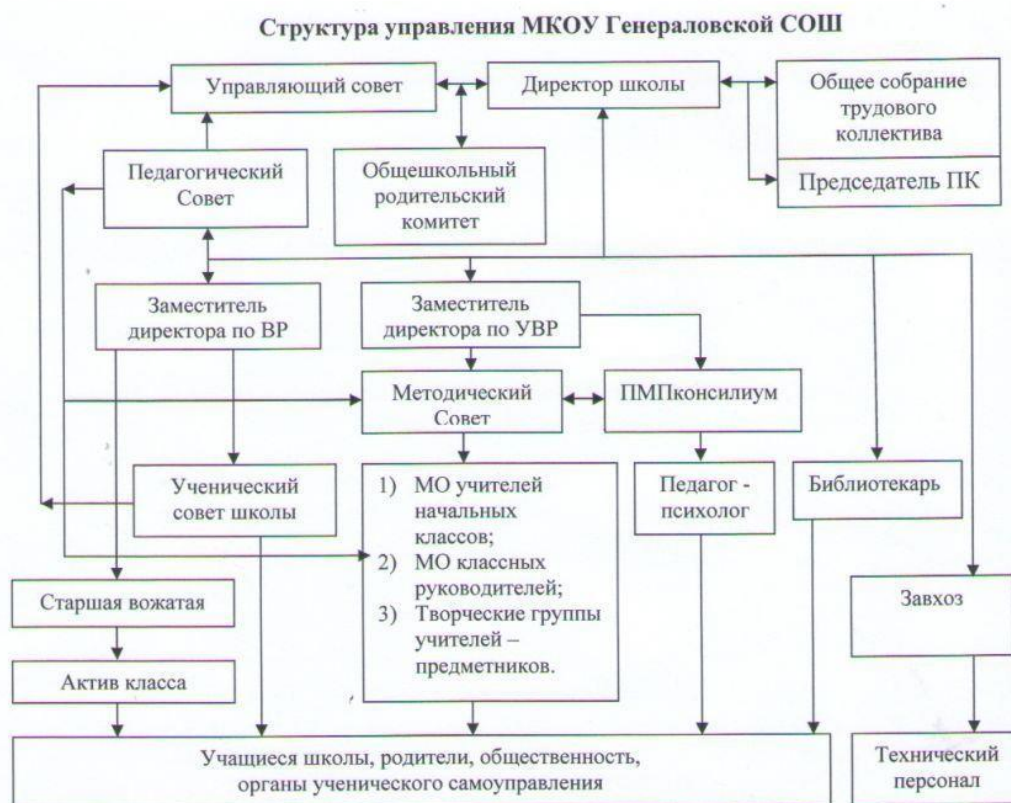 Структура управления МКОУ Генераловской СОШ
Управляющий совет
Директор школы
Общее собрание
трудового
коллектива
Председатель ПК
Педагогический
Совет
Общешкольный
родительский
комитет
Заместитель
директора по ВР
Заместитель
директора по УВР
Методический
Совет
ПМПконсилиум
Ученический
совет школы
1) МО учителей
начальных
классов;
2) МО классных
руководителей;
3) Творческие группы
учителей –
предметников.
Педагог -
психолог
Библиотекарь
Старшая вожатая
Завхоз
Актив класса
Учащиеся школы, родители, общественность,
органы ученического самоуправления
Технический
персонал